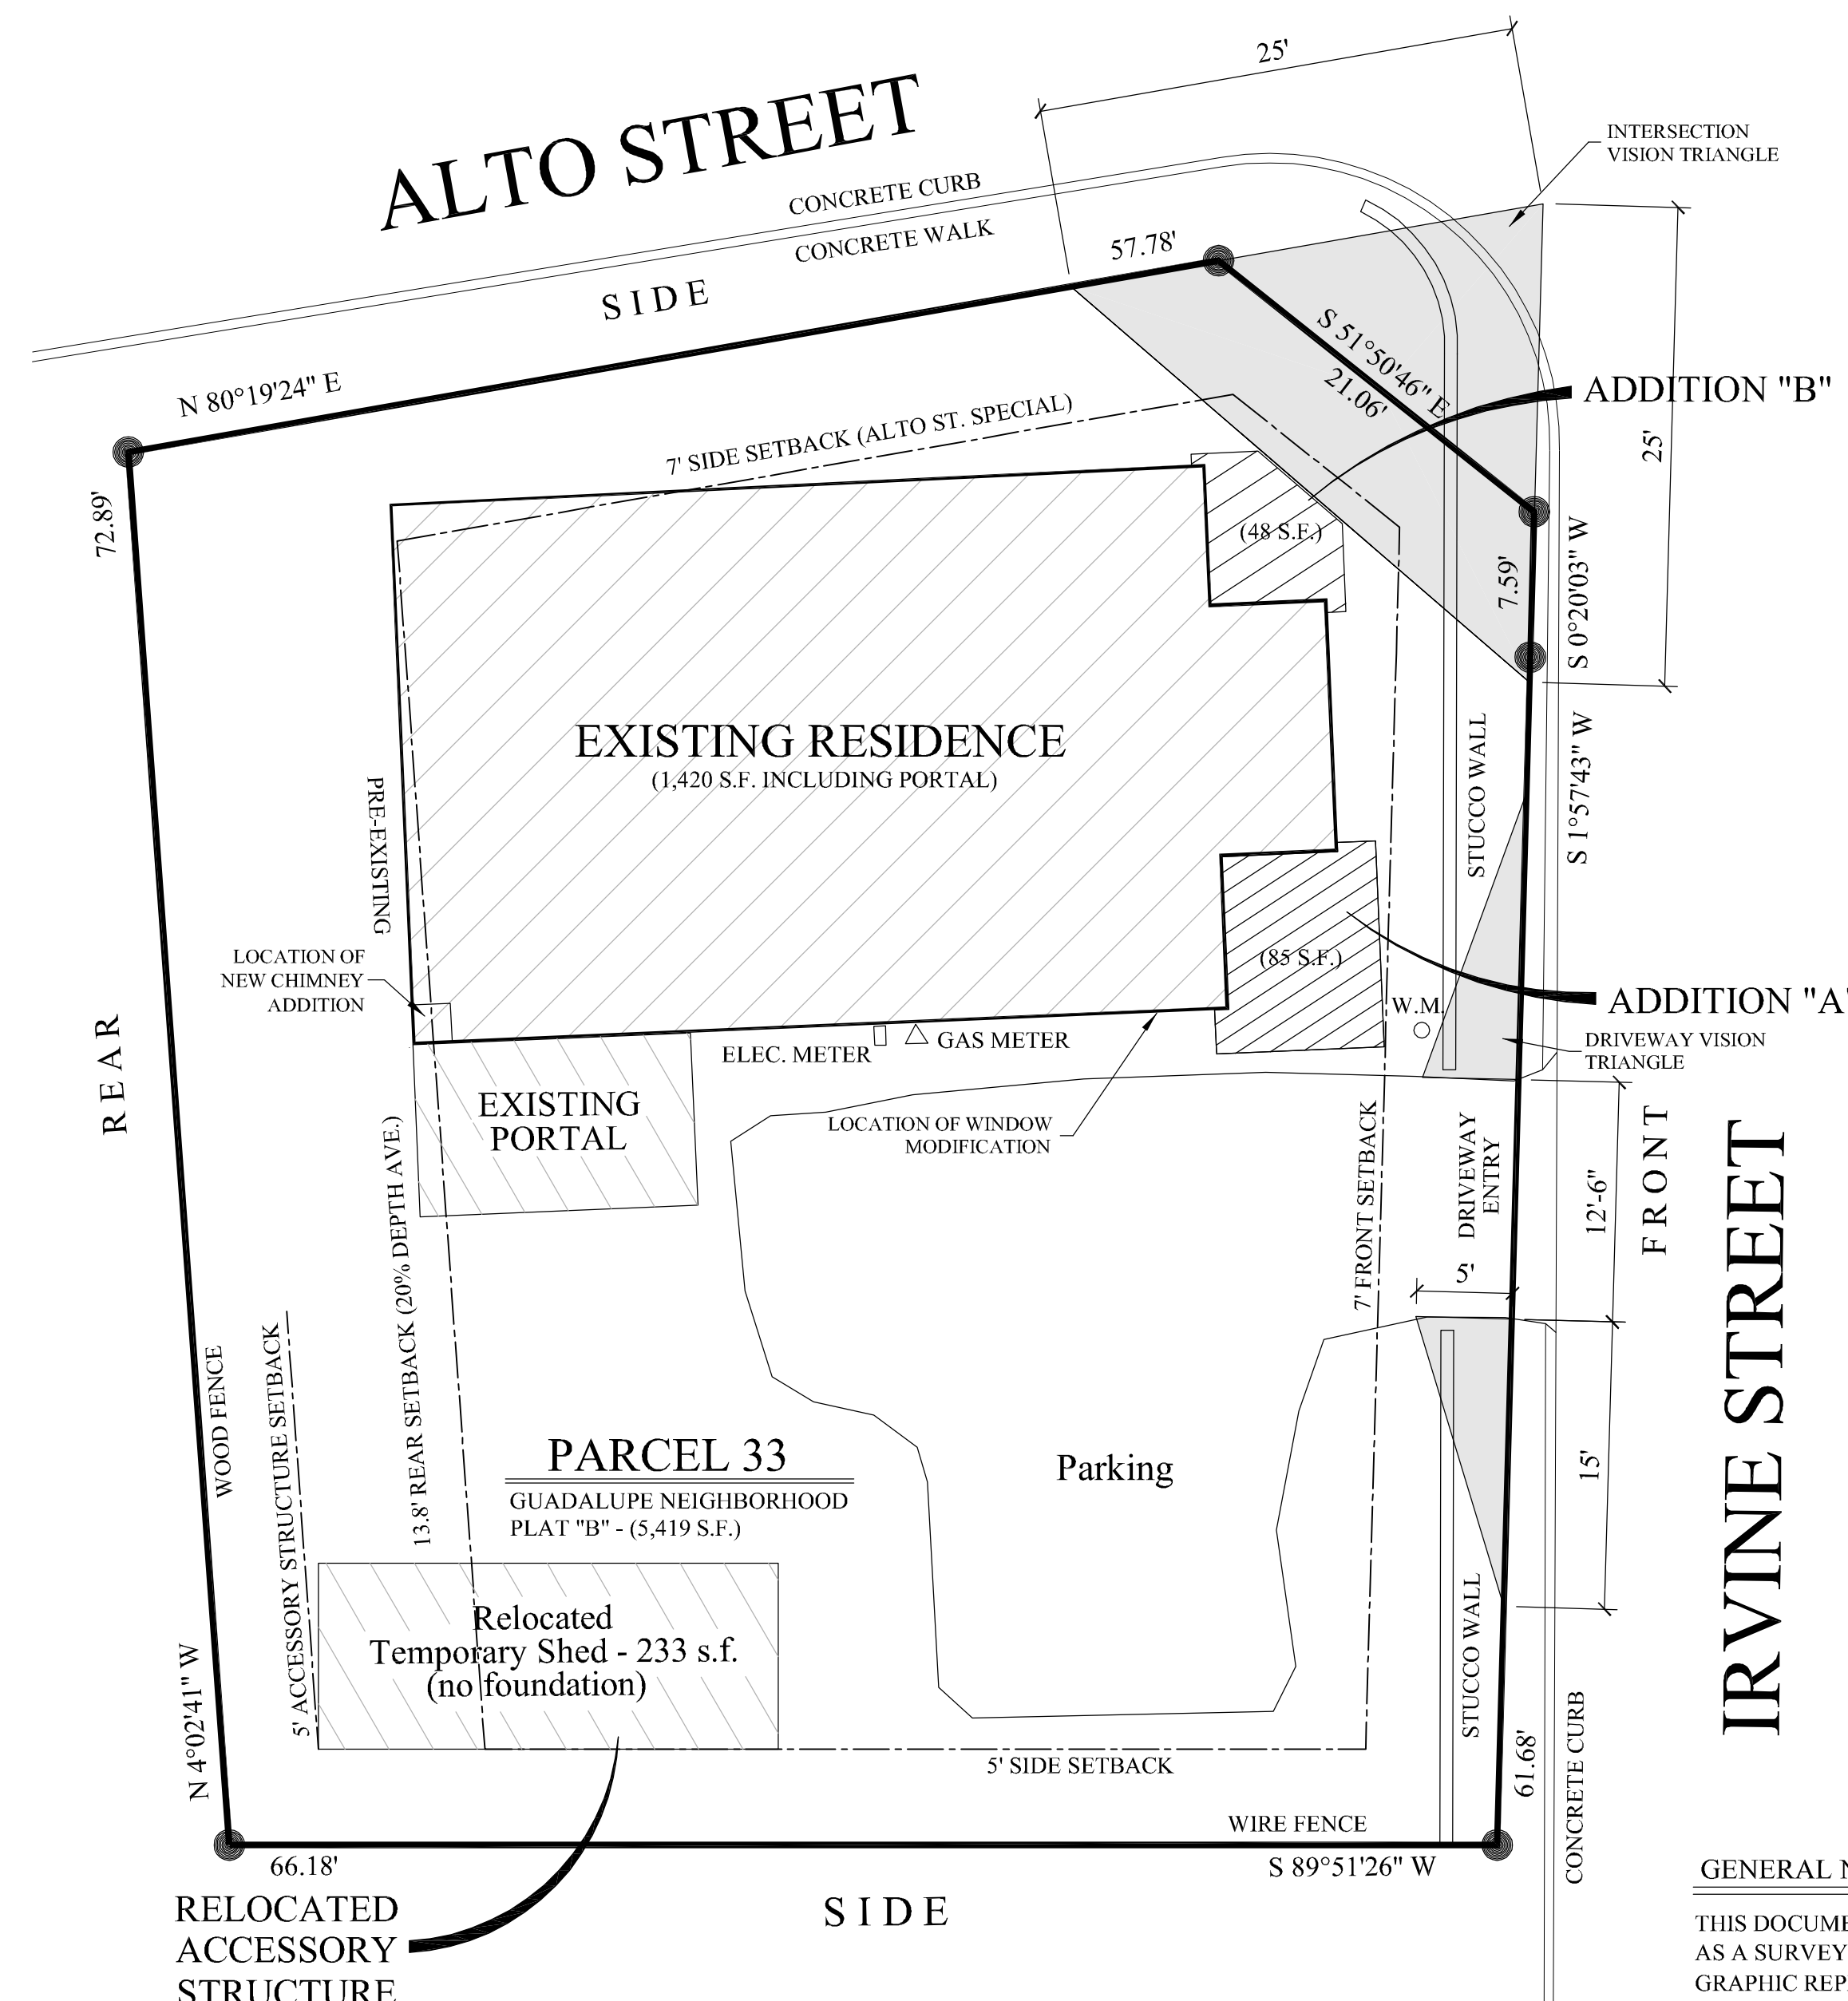 25'
INTERSECTION
VISION TRIANGLE
ALTO STREET
CONCRETE CURB
CONCRETE WALK
57.78'
SIDE
N 80°19'24" E
S 51°50'46" E
21.06'
ADDITION "B"
25'
7' SIDE SETBACK (ALTO ST. SPECIAL)
72.89'
(48 S.F.)
7.59'
S 0°20'03" W
EXISTING RESIDENCE
(1,420 S.F. INCLUDING PORTAL)
STUCCO WALL
S 1°57'43" W
PRE-EXISTING
LOCATION OF
NEW CHIMNEY
ADDITION
(85 S.F.)
ADDITION "A"
W.M.
REAR
ELEC. METER
GAS METER
DRIVEWAY VISION
TRIANGLE
EXISTING
PORTAL
LOCATION OF WINDOW
MODIFICATION
DRIVEWAY
ENTRY
12'-6"
FRONT
IRVINE STREET
7' FRONT SETBACK
5'
13.8' REAR SETBACK (20% DEPTH AVE.)
WOOD FENCE
5' ACCESSORY STRUCTURE SETBACK
PARCEL 33
GUADALUPE NEIGHBORHOOD
PLAT "B" - (5,419 S.F.)
Parking
15'
Relocated
Temporary Shed - 233 s.f.
(no foundation)
N 4°02'41" W
STUCCO WALL
61.68'
CONCRETE CURB
5' SIDE SETBACK
WIRE FENCE
66.18'
S 89°51'26" W
SIDE
RELOCATED
ACCESSORY
STRUCTURE
GENERAL
THIS
AS A SURVEY
GRAPHIC